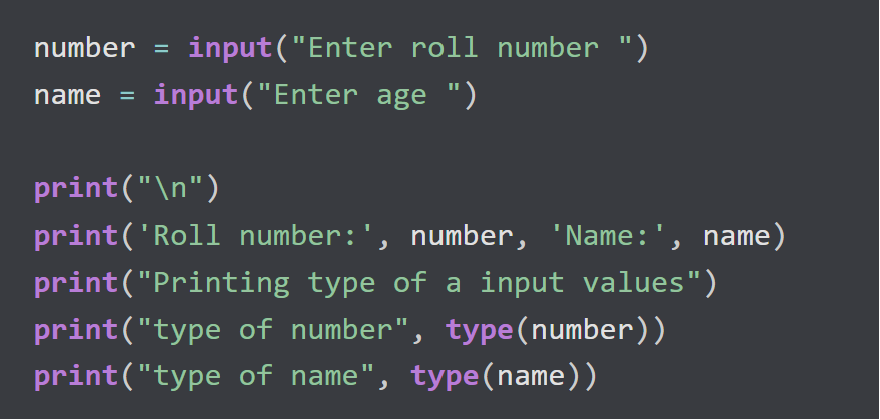 number = input("Enter roll number ")
name = input("Enter age ")
print("\n")
print('Roll number:', number, 'Name:', name)
print("Printing type of a input values")
print("type of number", type(number))
print("type of name", type(name))